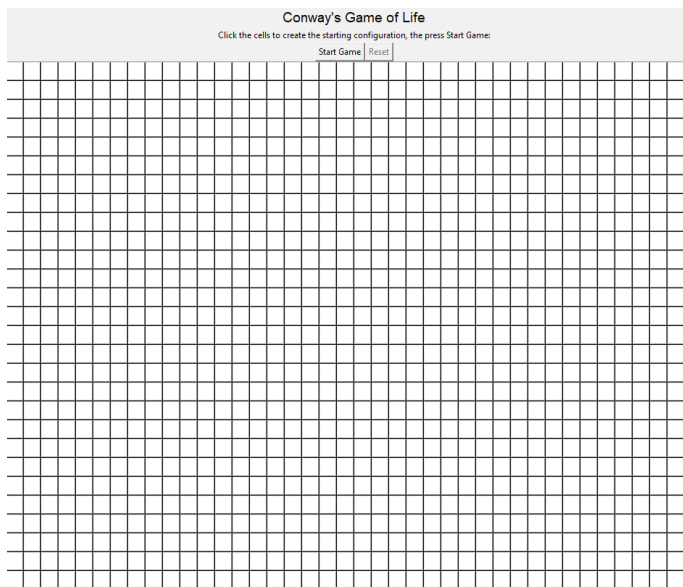 Conway's Game of Life
Click the cells to create the starting configuration, the press Start Game:
Start Game Reset